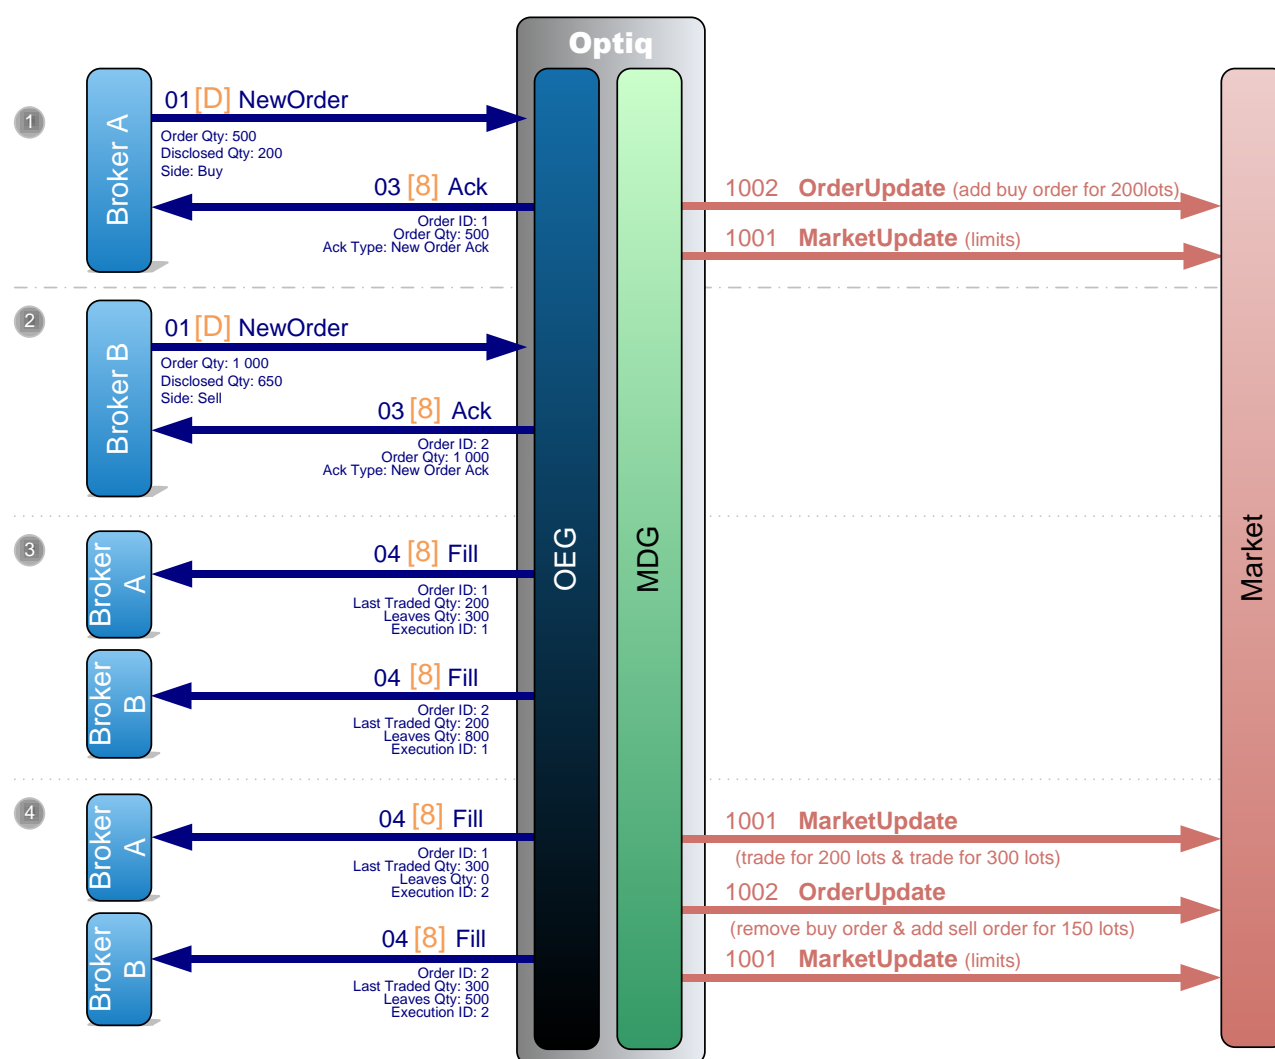 Optiq
1
Broker A
01 [D] NewOrder
Order Qty: 500
Disclosed Qty: 200
Side: Buy
03 [8] Ack
Order ID: 1
Order Qty: 500
Ack Type: New Order Ack
1002 OrderUpdate (add buy order for 200lots)
1001 MarketUpdate (limits)
2
Broker B
01 [D] NewOrder
Order Qty: 1 000
Disclosed Qty: 650
Side: Sell
03 [8] Ack
Order ID: 2
Order Qty: 1 000
Ack Type: New Order Ack
OEG
MDG
Market
3
Broker
A
04 [8] Fill
Order ID: 1
Last Traded Qty: 200
Leaves Qty: 300
Execution ID: 1
Broker
B
04 [8] Fill
Order ID: 2
Last Traded Qty: 200
Leaves Qty: 800
Execution ID: 1
4
Broker
A
04 [8] Fill
Order ID: 1
Last Traded Qty: 300
Leaves Qty: 0
Execution ID: 2
1001 MarketUpdate
(trade for 200 lots & trade for 300 lots)
1002 OrderUpdate
(remove buy order & add sell order for 150 lots)
Broker
B
04 [8] Fill
Order ID: 2
Last Traded Qty: 300
Leaves Qty: 500
Execution ID: 2
1001 MarketUpdate (limits)